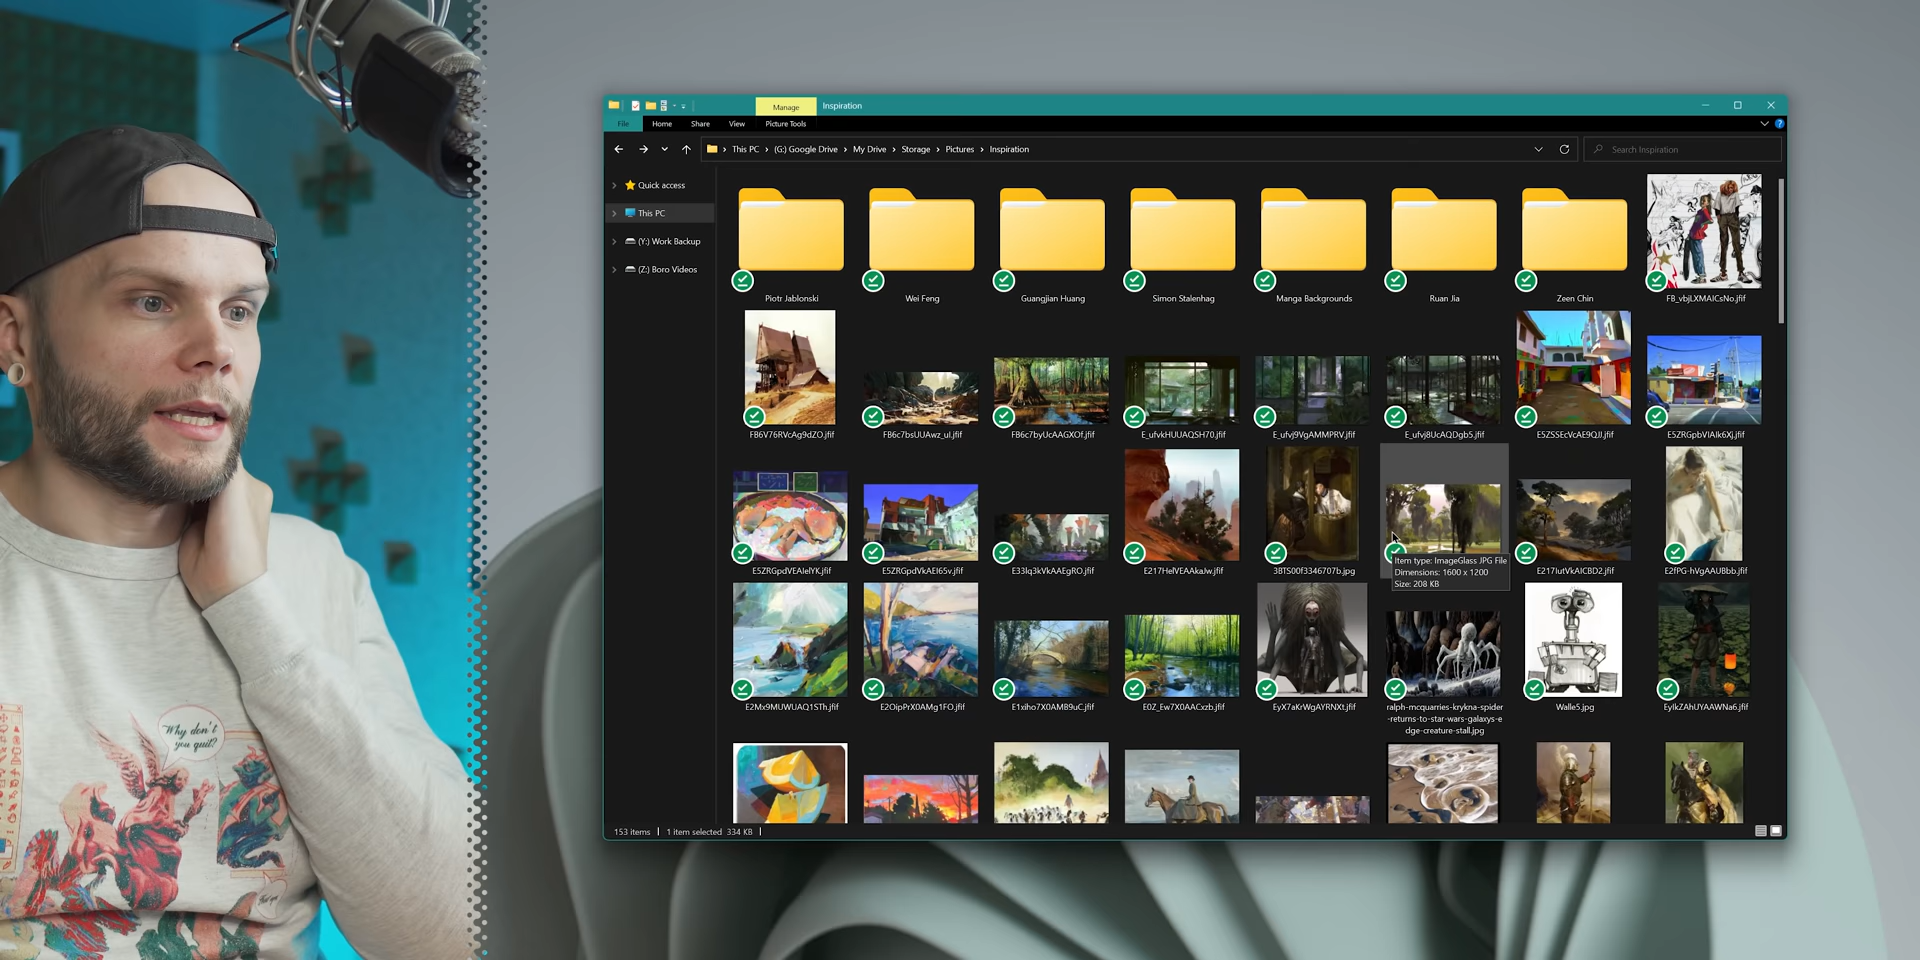 Manage
Inspiration
File
Home
Share
View
Picture Tools
This PC
(G:) Google Drive
My Drive
Storage
Pictures
Inspiration
Search Inspiration
Quick access
This PC
(Y:) Work Backup
(Z:) Boro Videos
Piotr Jablonski
Wei Feng
Guangjian Huang
Simon Stalenhag
Manga Backgrounds
Ruan Jia
Zeen Chin
FB_vbjLXMAICsNo.jfif
FB6V76RVcAg9dZO.jfif
FB6c7bsUUAwz_uI.jfif
FB6c7byUcAAGXOf.jfif
E_ufvkHUUAQSH70.jfif
E_ufvj9VgAMMPRV.jfif
E_ufvj8UcAQDgb5.jfif
E5ZSSEcVcAE9QJJ.jfif
E5ZRGpbVIAIk6Xj.jfif
E5ZRGpdVEAIelYK.jfif
E5ZRGpdVkAEI65v.jfif
E33lq3kVkAAEgRO.jfif
E217HelVEAAkaJw.jfif
3BTS00f3346707b.jpg
Item type: ImageGlass JPG File
Dimensions: 1600 x 1200
Size: 208 KB
E217iutVkAICBD2.jfif
E2fPG-hVgAAUBbb.jfif
E2Mx9MUWUAQ1STh.jfif
E2OipPrX0AMg1FO.jfif
E1xiho7X0AMB9uC.jfif
E0Z_Ew7X0AACxzb.jfif
EyX7aKrWgAYRNXt.jfif
ralph-mcquarries-krykna-spider
-returns-to-star-wars-galaxys-e
dge-creature-stall.jpg
Walle5.jpg
EylkZAhUYAAWNa6.jfif
153 items
1 item selected 334 KB
Why don't
you quit?